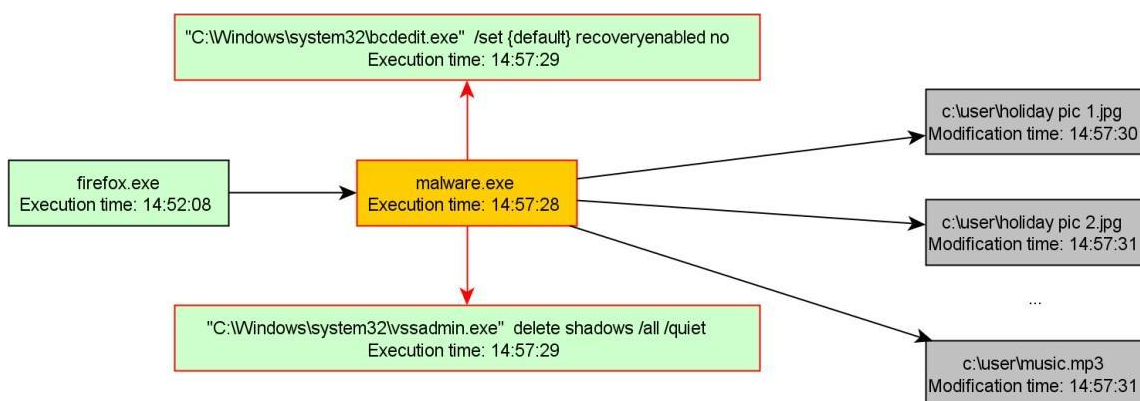 "C:\Windows\system32\bcdedit.exe"  /set {default} recoveryenabled no
Execution time: 14:57:29
firefox.exe
Execution time: 14:52:08
malware.exe
Execution time: 14:57:28
"C:\Windows\system32\vssadmin.exe"  delete shadows /all /quiet
Execution time: 14:57:29
c:\user\holiday pic 1.jpg
Modification time: 14:57:30
c:\user\holiday pic 2.jpg
Modification time: 14:57:31
...
c:\user\music.mp3
Modification time: 14:57:31